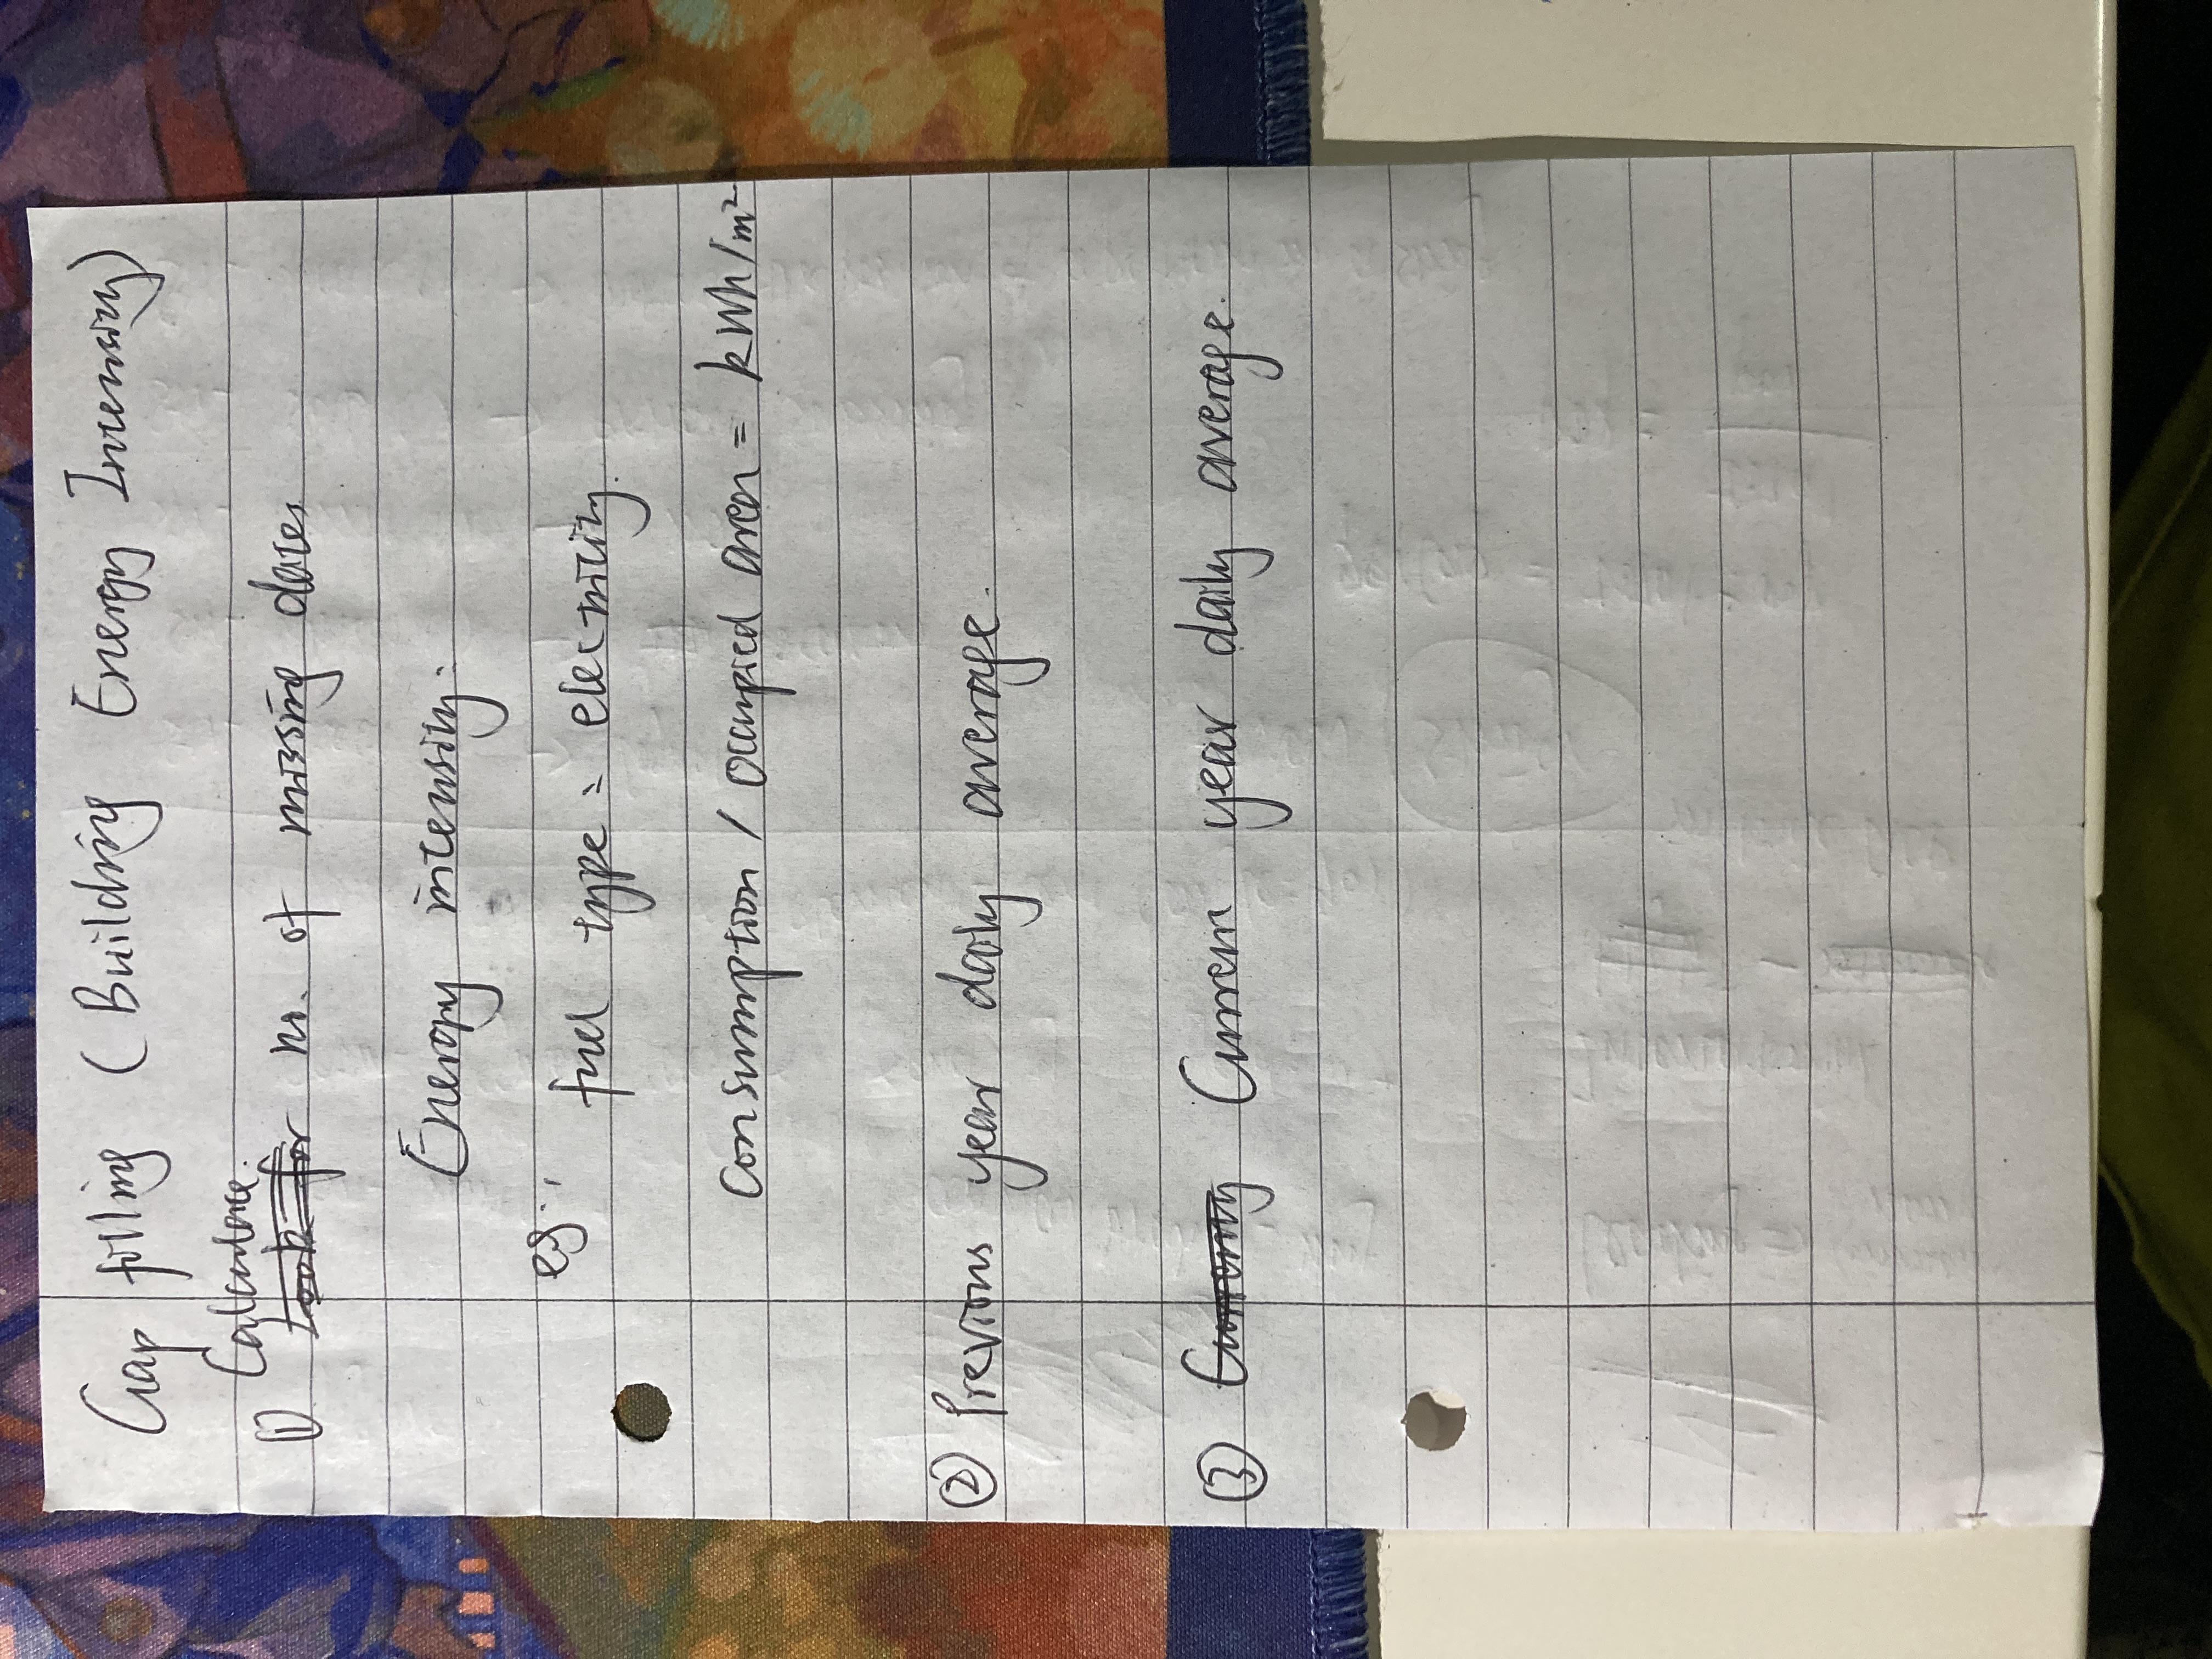 Gap filling (Building Energy Intensity)
Calculate.
① Look for no. of missing dates
Energy intensity:
eg.,
fuel type = electricity.
consumption / occupied area = kWh/m²
② Previous year daily average.
③ Currenty Current year daily average.